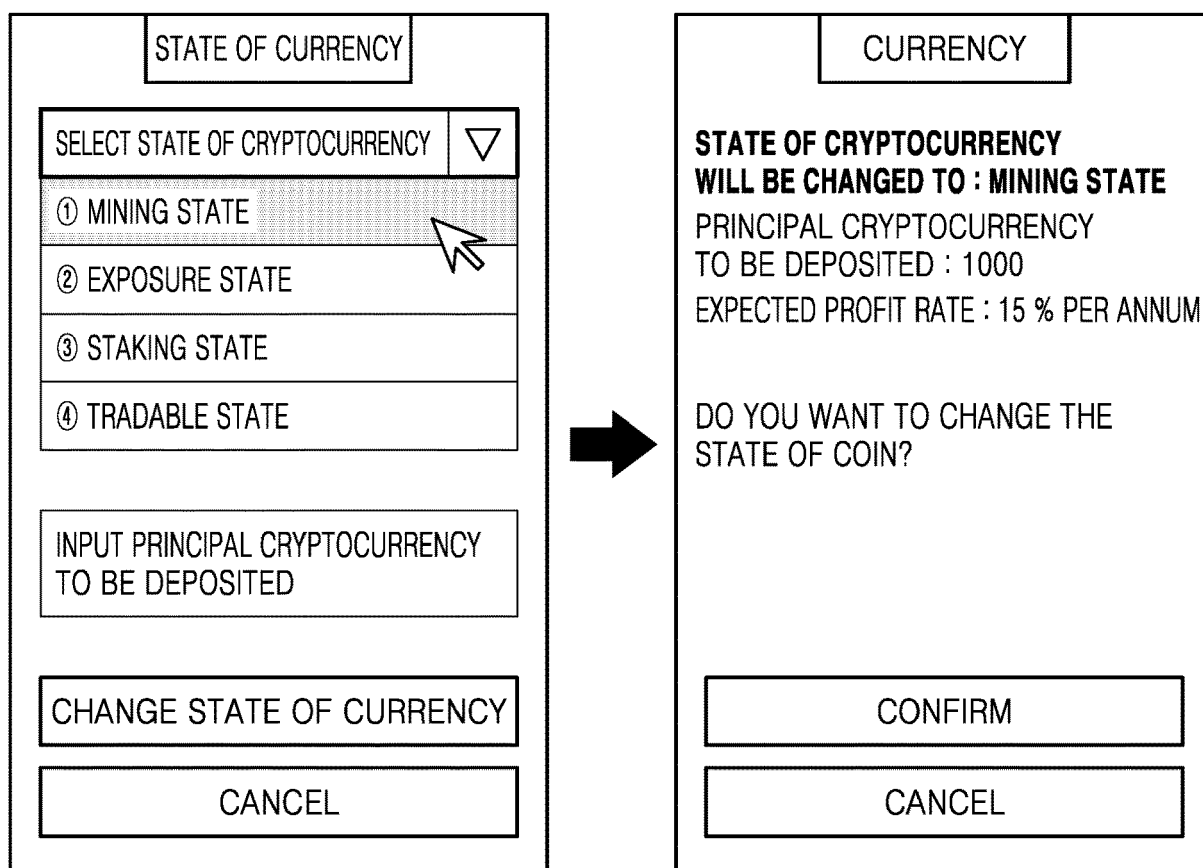 STATE OF CURRENCY
SELECT STATE OF CRYPTOCURRENCY
① MINING STATE
② EXPOSURE STATE
③ STAKING STATE
④ TRADABLE STATE
INPUT PRINCIPAL CRYPTOCURRENCY
TO BE DEPOSITED
CHANGE STATE OF CURRENCY
CANCEL
CURRENCY
STATE OF CRYPTOCURRENCY
WILL BE CHANGED TO : MINING STATE
PRINCIPAL CRYPTOCURRENCY
TO BE DEPOSITED : 1000
EXPECTED PROFIT RATE : 15 % PER ANNUM
DO YOU WANT TO CHANGE THE
STATE OF COIN?
CONFIRM
CANCEL